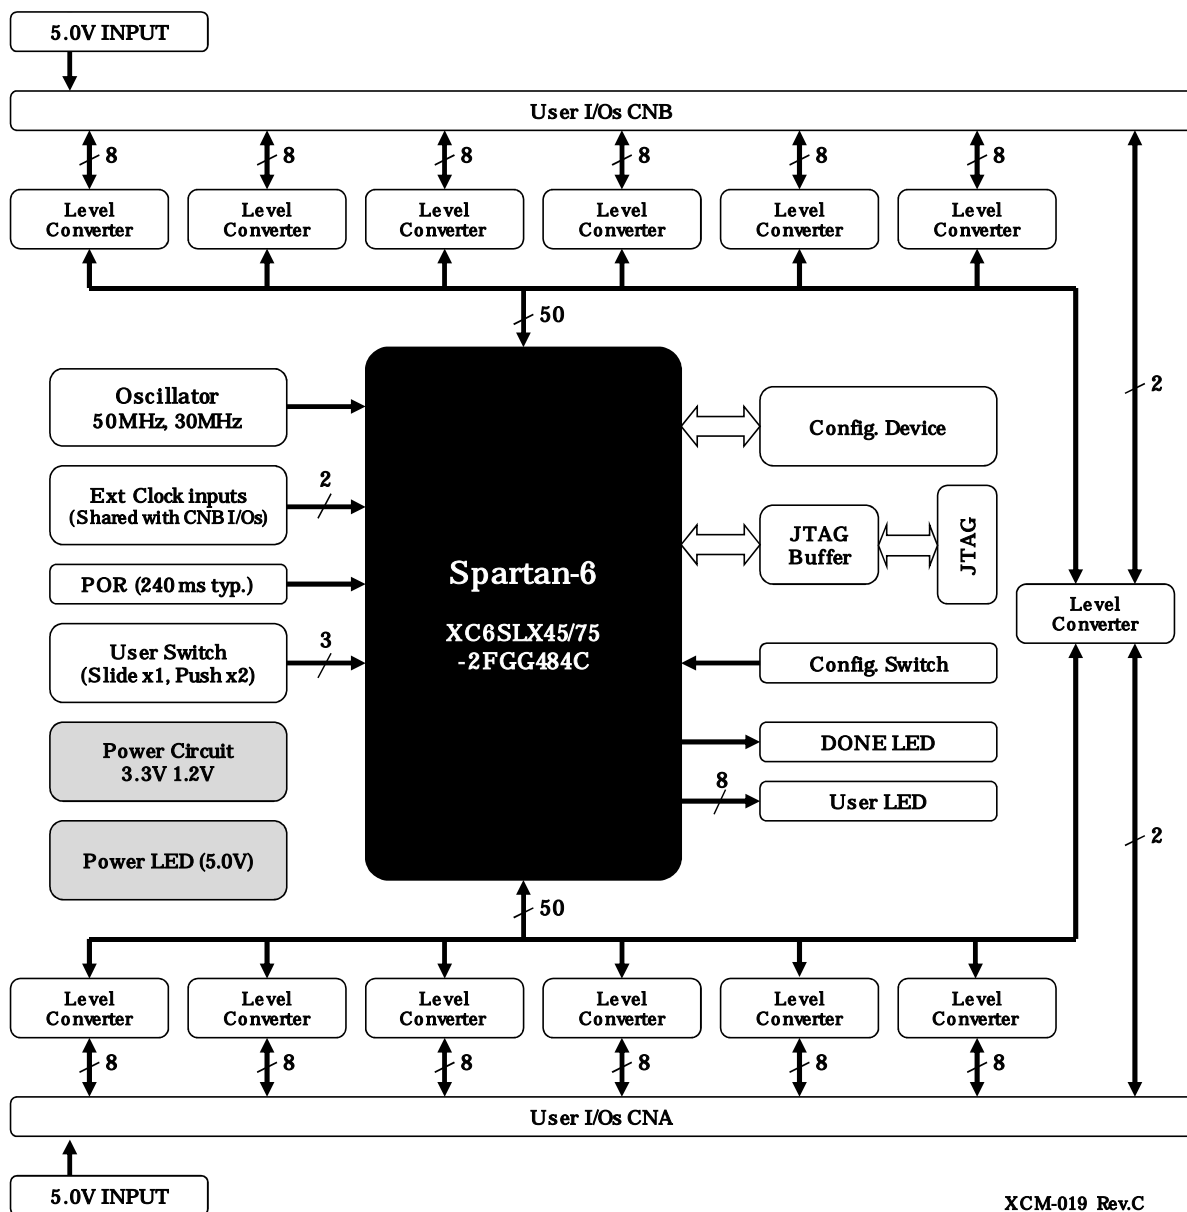 5.0V INPUT
User I/Os CNB
8 8 8 8 8 8
Level Level Level Level Level Level
Converter Converter Converter Converter Converter Converter
50
Oscillator
50MHz, 30MHz
2
Config. Device
Ext Clock inputs
(Shared with CNB I/Os)
2
JTAG
Buffer
JTAG
POR (240 ms typ.)
Spartan-6
XC6SLX45/75
-2FGG484C
Level
Converter
User Switch
(Slide x1, Push x2)
3
Config. Switch
Power Circuit
3.3V 1.2V
DONE LED
8
User LED
Power LED (5.0V)
2
50
Level Level Level Level Level Level
Converter Converter Converter Converter Converter Converter
8 8 8 8 8 8
User I/Os CNA
5.0V INPUT
XCM-019 Rev.C